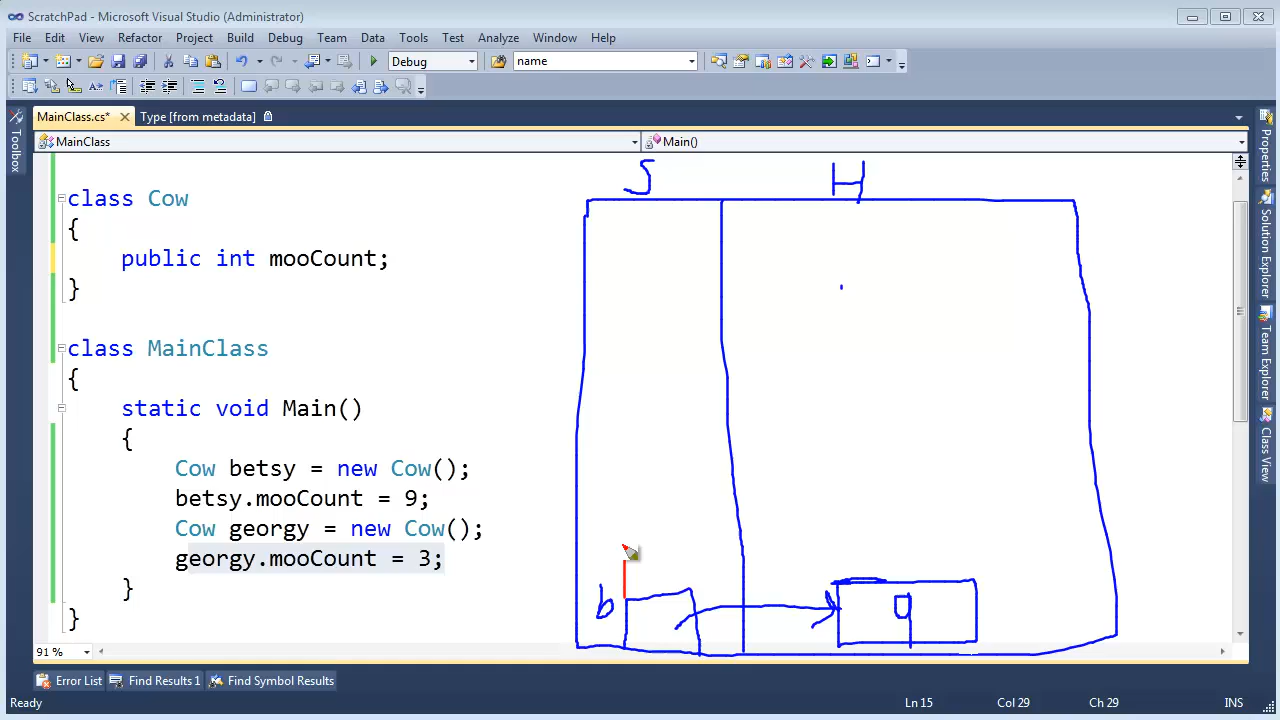 ScratchPad - Microsoft Visual Studio (Administrator)
File Edit View Refactor Project Build Debug Team Data Tools Test Analyze Window Help
Debug name
MainClass.cs* Type [from metadata]
MainClass Main()
Toolbox
Properties
Solution Explorer
Team Explorer
Class View
class Cow
{
public int mooCount;
}
class MainClass
{
static void Main()
{
Cow betsy = new Cow();
betsy.mooCount = 9;
Cow georgy = new Cow();
georgy.mooCount = 3;
}
}
S H
b 9
91 %
Error List Find Results 1 Find Symbol Results
Ready Ln 15 Col 29 Ch 29 INS